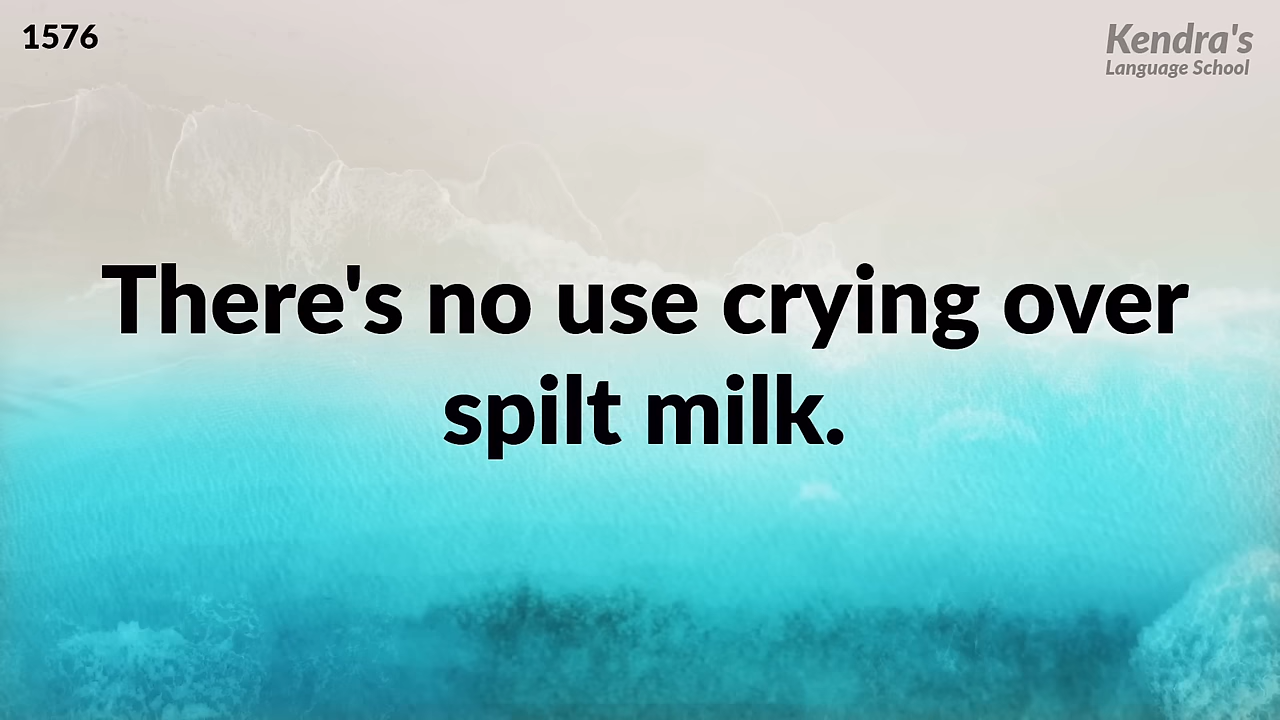 1576
Kendra's
Language School
There's no use crying over
spilt milk.